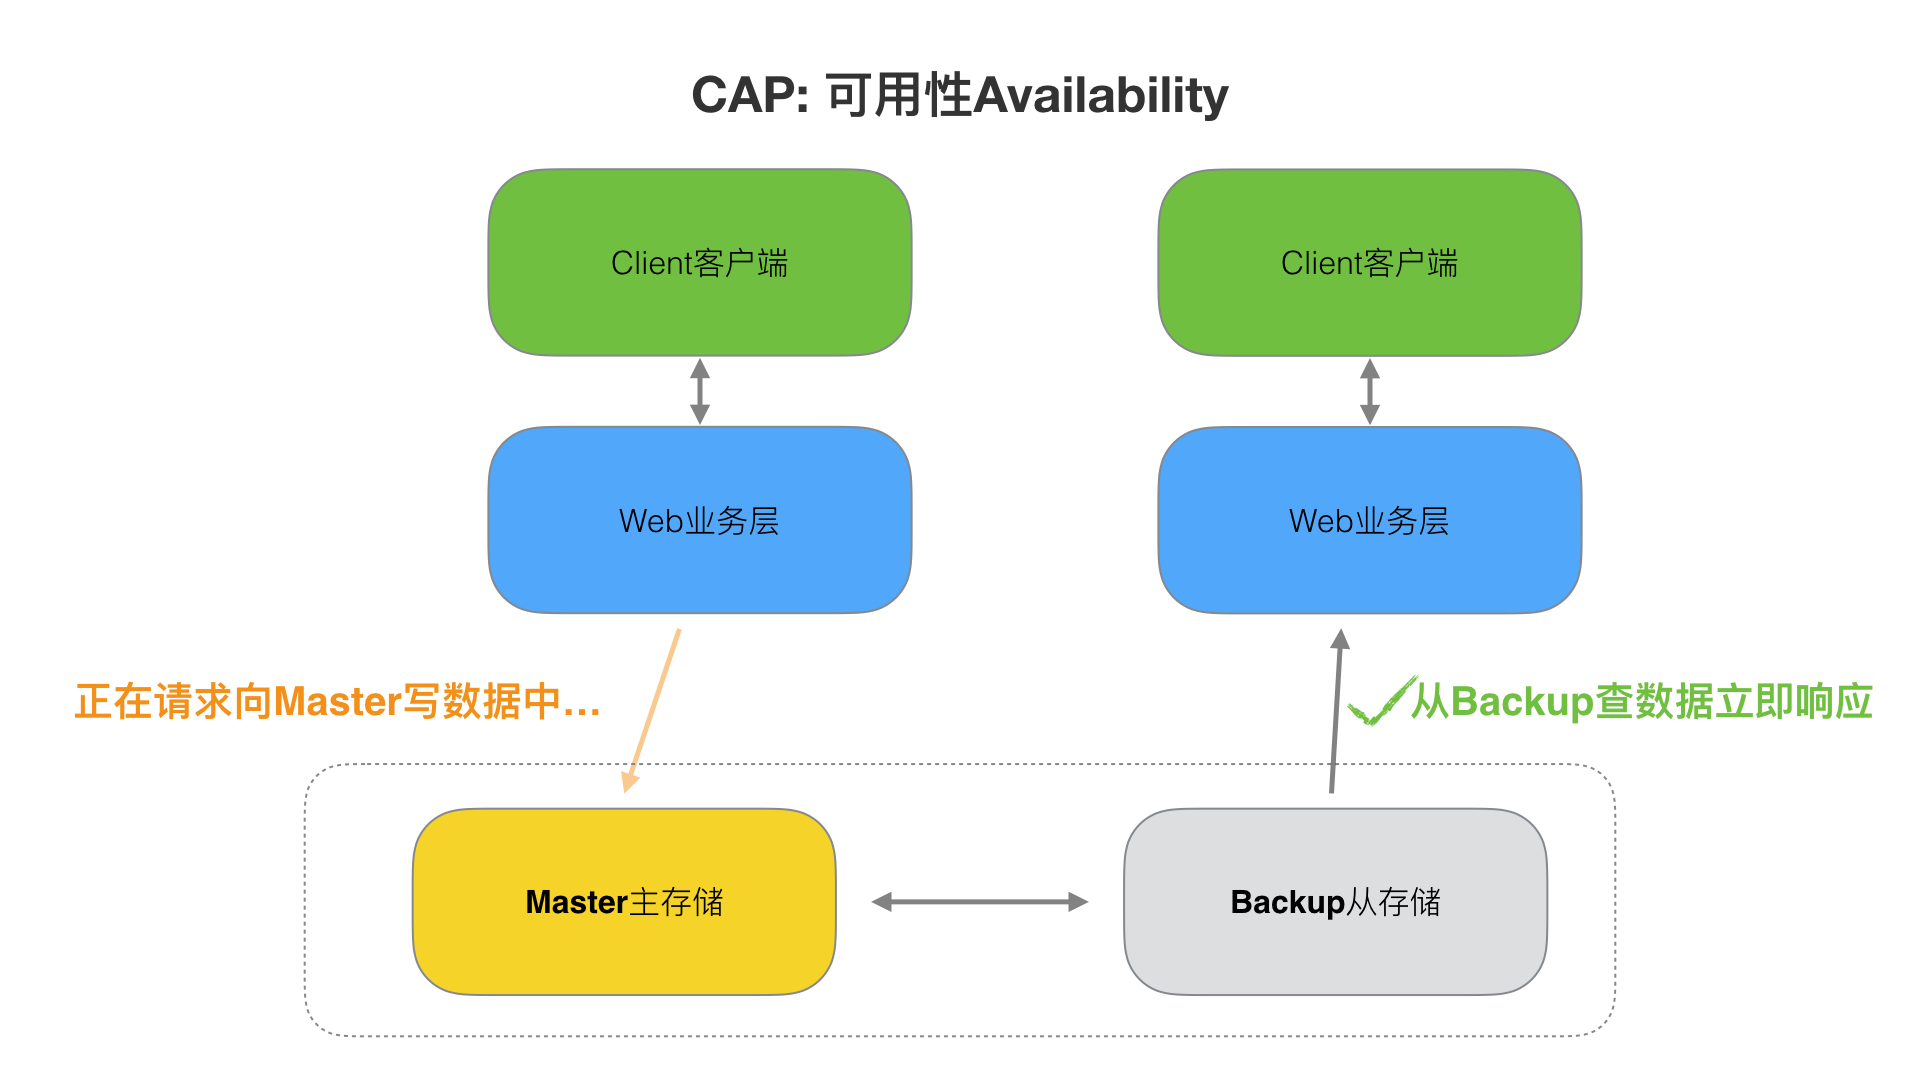 CAP: 可用性Availability
Client客户端
Client客户端
Web业务层
Web业务层
正在请求向Master写数据中...
从Backup查数据立即响应
Master主存储
Backup从存储